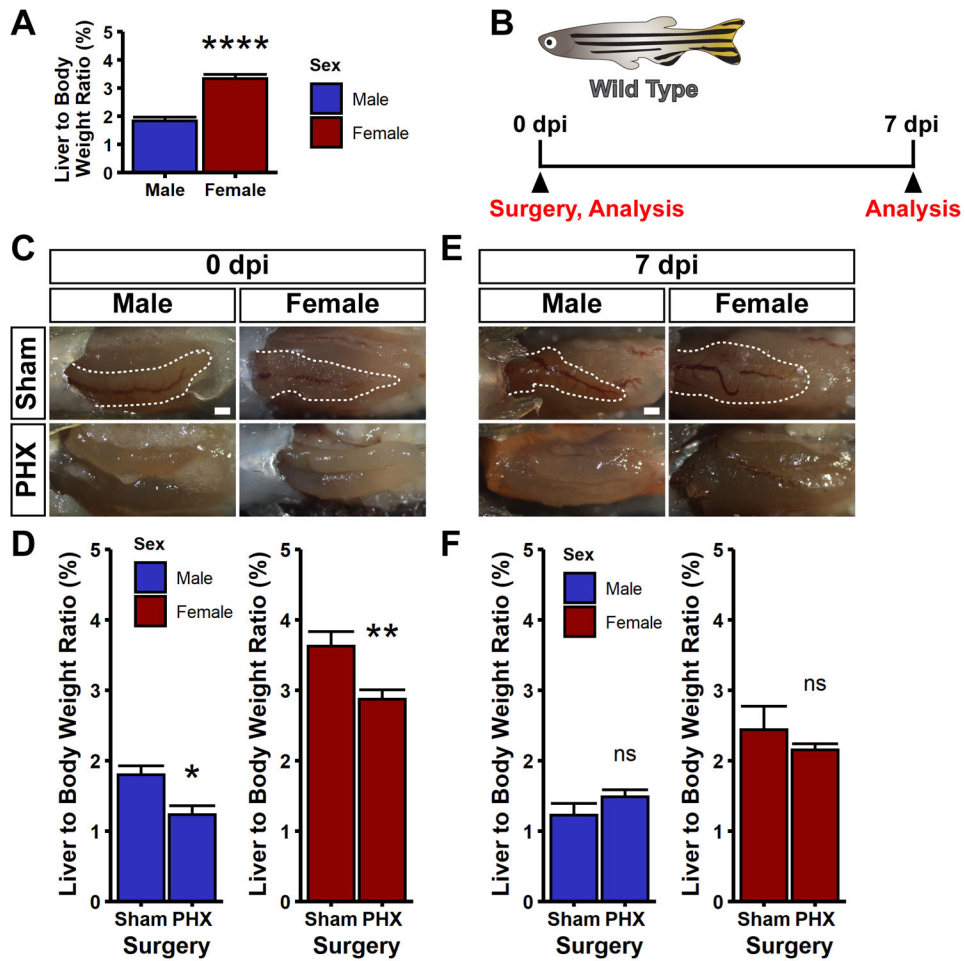 A
Liver to Body
Weight Ratio (%)
5
4
3
2
1
0
****
Male
Female
Sex
Male
Female
B
Wild Type
0 dpi
7 dpi
Surgery, Analysis
Analysis
C
0 dpi
Male
Female
Sham
PHX
E
7 dpi
Male
Female
D
Liver to Body Weight Ratio (%)
5
4
3
2
1
0
Sex
Male
Female
*
Sham PHX
Surgery
Liver to Body Weight Ratio (%)
5
4
3
2
1
0
**
Sham PHX
Surgery
F
Liver to Body Weight Ratio (%)
5
4
3
2
1
0
Sex
Male
Female
ns
Sham PHX
Surgery
Liver to Body Weight Ratio (%)
5
4
3
2
1
0
ns
Sham PHX
Surgery